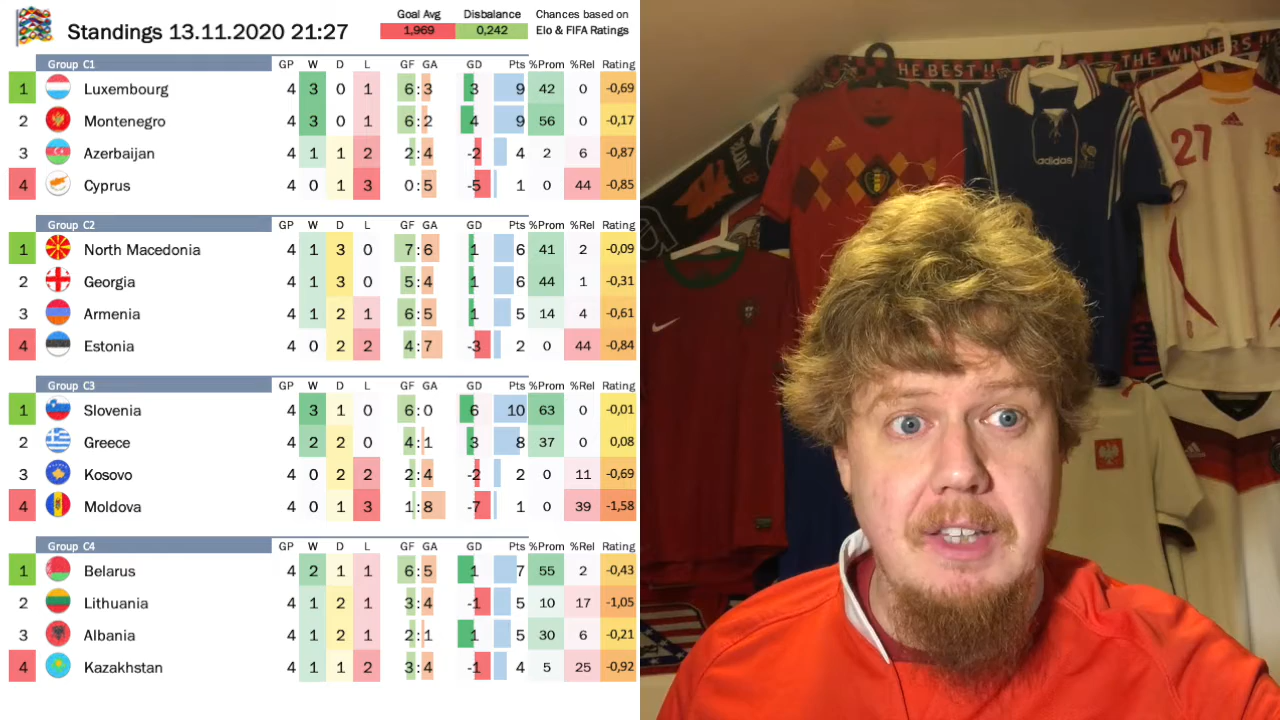 Standings 13.11.2020 21:27
Goal Avg Disbalance Chances based on
1,969 0,242 Elo & FIFA Ratings
Group C1 GP W D L GF GA GD Pts %Prom %Rel Rating
1 Luxembourg 4 3 0 1 6:3 3 9 42 0 -0,69
2 Montenegro 4 3 0 1 6:2 4 9 56 0 -0,17
3 Azerbaijan 4 1 1 2 2:4 -2 4 2 6 -0,87
4 Cyprus 4 0 1 3 0:5 -5 1 0 44 -0,85
Group C2 GP W D L GF GA GD Pts %Prom %Rel Rating
1 North Macedonia 4 1 3 0 7:6 1 6 41 2 -0,09
2 Georgia 4 1 3 0 5:4 1 6 44 1 -0,31
3 Armenia 4 1 2 1 6:5 1 5 14 4 -0,61
4 Estonia 4 0 2 2 4:7 -3 2 0 44 -0,84
Group C3 GP W D L GF GA GD Pts %Prom %Rel Rating
1 Slovenia 4 3 1 0 6:0 6 10 63 0 -0,01
2 Greece 4 2 2 0 4:1 3 8 37 0 0,08
3 Kosovo 4 0 2 2 2:4 -2 2 0 11 -0,69
4 Moldova 4 0 1 3 1:8 -7 1 0 39 -1,58
Group C4 GP W D L GF GA GD Pts %Prom %Rel Rating
1 Belarus 4 2 1 1 6:5 1 7 55 2 -0,43
2 Lithuania 4 1 2 1 3:4 -1 5 10 17 -1,05
3 Albania 4 1 2 1 2:1 1 5 30 6 -0,21
4 Kazakhstan 4 1 1 2 3:4 -1 4 5 25 -0,92
HE BEST !! THE WINNERS !!
adidas
27